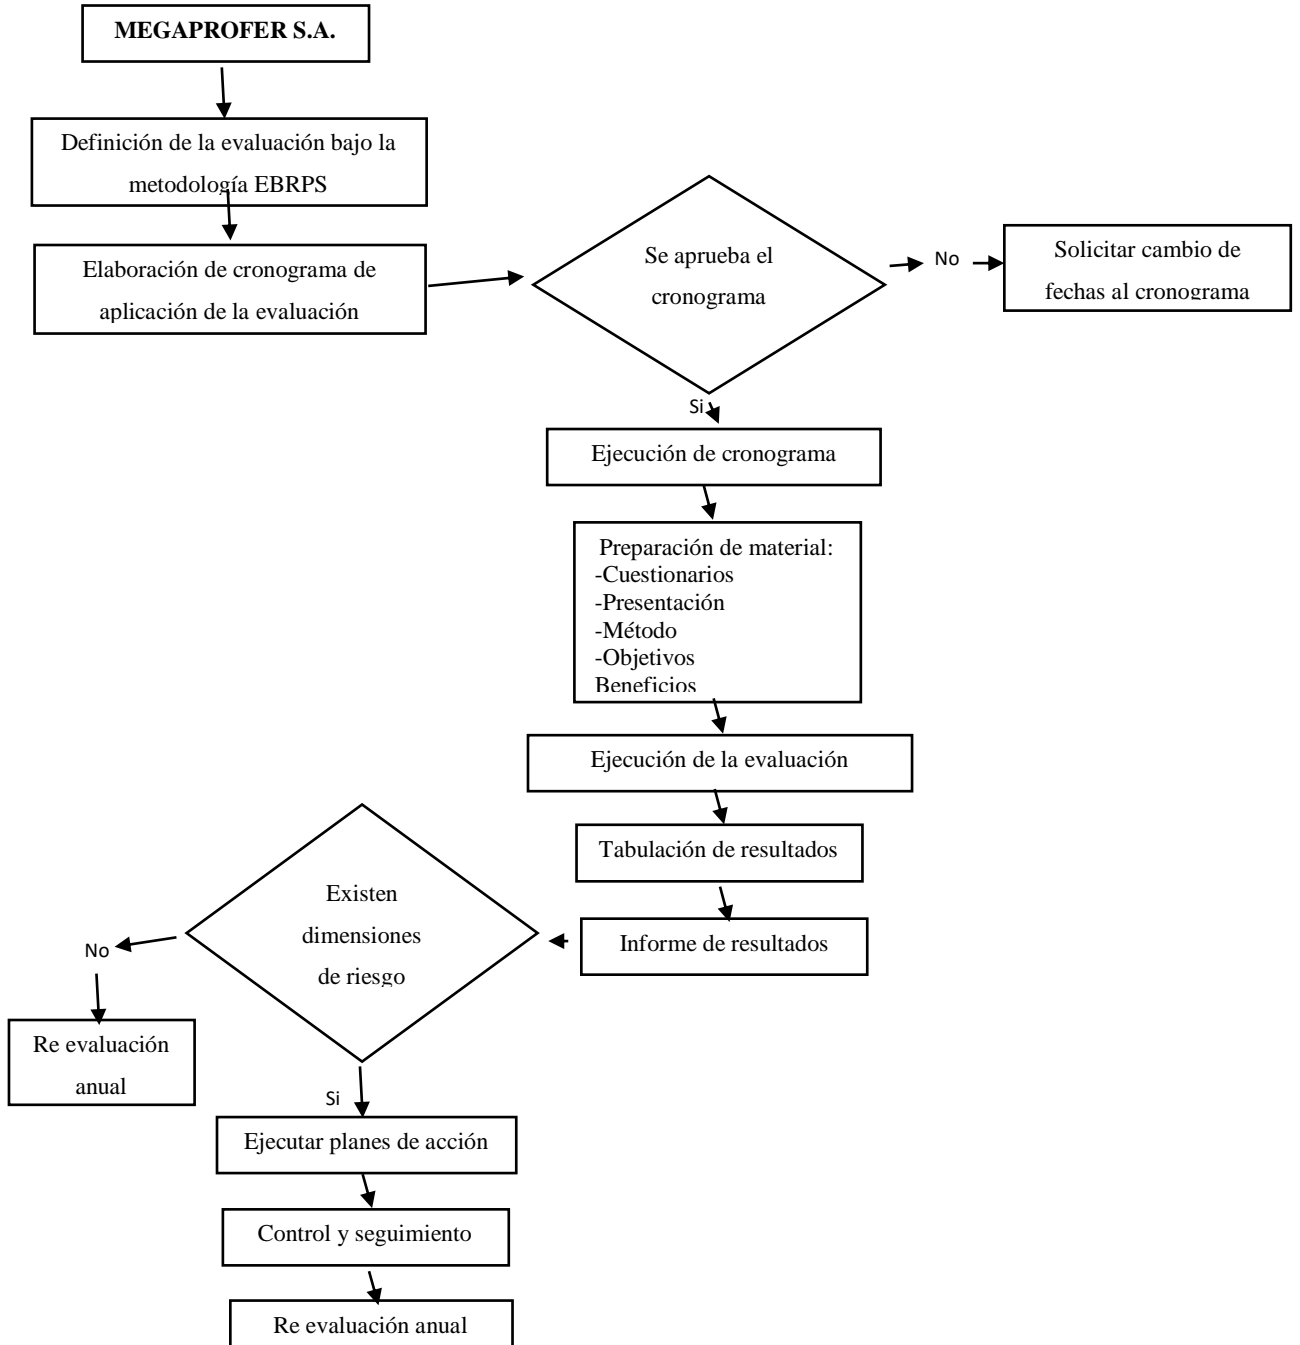 MEGAPROFER S.A.
Definición de la evaluación bajo la
metodología EBRPS
Elaboración de cronograma de
aplicación de la evaluación
Se aprueba el
cronograma
No
Solicitar cambio de
fechas al cronograma
Si
Ejecución de cronograma
Preparación de material:
-Cuestionarios
-Presentación
-Método
-Objetivos
Beneficios
Ejecución de la evaluación
Tabulación de resultados
Informe de resultados
Existen
dimensiones
de riesgo
No
Re evaluación
anual
Si
Ejecutar planes de acción
Control y seguimiento
Re evaluación anual